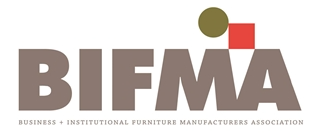 BIFMA
BUSINESS + INSTITUTIONAL FURNITURE MANUFACTURERS ASSOCIATION